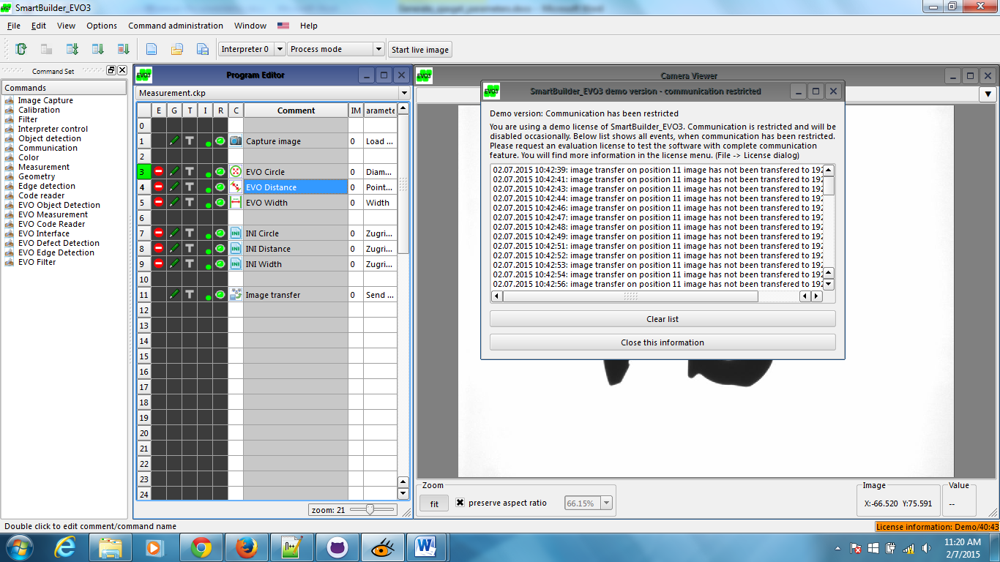 SmartBuilder_EVO3
File Edit View Options Command administration Window Help
Interpreter 0 Process mode Start live image
Command Set
Commands
Image Capture
Calibration
Filter
Interpreter control
Object detection
Communication
Color
Measurement
Geometry
Edge detection
Code reader
EVO Object Detection
EVO Measurement
EVO Code Reader
EVO Interface
EVO Defect Detection
EVO Edge Detection
EVO Filter
EVO3 Program Editor
Measurement.ckp
E G T I R C Comment IM aramete
0
1 T Capture image 0 Load ...
2
3 T EVO Circle 0 Diam...
4 T EVO Distance 0 Point...
5 T EVO Width 0 Width
6
7 T INI INI Circle 0 Zugri...
8 T INI INI Distance 0 Zugri...
9 T INI INI Width 0 Zugri...
10
11 T Image transfer 0 Send ...
12
13
14
15
16
17
18
19
20
21
22
23
24
zoom: 21
EVO3 Camera Viewer
EVO3 SmartBuilder_EVO3 demo version - communication restricted
Demo version: Communication has been restricted
You are using a demo license of SmartBuilder_EVO3. Communication is restricted and will be
disabled occasionally. Below list shows all events, when communication has been restricted.
Please request an evaluation license to test the software with complete communication
feature. You will find more information in the license menu. (File -> License dialog)
02.07.2015 10:42:39: image transfer on position 11 image has not been transfered to 192
02.07.2015 10:42:41: image transfer on position 11 image has not been transfered to 192
02.07.2015 10:42:43: image transfer on position 11 image has not been transfered to 192
02.07.2015 10:42:44: image transfer on position 11 image has not been transfered to 192
02.07.2015 10:42:46: image transfer on position 11 image has not been transfered to 192
02.07.2015 10:42:47: image transfer on position 11 image has not been transfered to 192
02.07.2015 10:42:48: image transfer on position 11 image has not been transfered to 192
02.07.2015 10:42:49: image transfer on position 11 image has not been transfered to 192
02.07.2015 10:42:51: image transfer on position 11 image has not been transfered to 192
02.07.2015 10:42:52: image transfer on position 11 image has not been transfered to 192
02.07.2015 10:42:53: image transfer on position 11 image has not been transfered to 192
02.07.2015 10:42:54: image transfer on position 11 image has not been transfered to 192
02.07.2015 10:42:56: image transfer on position 11 image has not been transfered to 192
Clear list
Close this information
Zoom
fit preserve aspect ratio 66.15%
Image
X:-66.520 Y:75.591
Value
--
Double click to edit comment/command name
License information: Demo/40:43
11:20 AM
2/7/2015